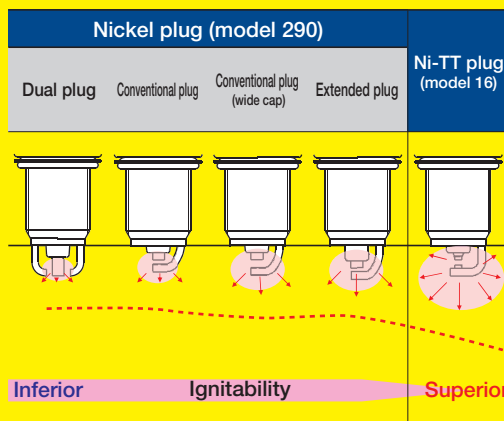 Nickel plug (model 290)
Ni-TT plug
(model 16)
Dual plug
Conventional plug
Conventional plug
(wide cap)
Extended plug
Inferior
Ignitability
Superior